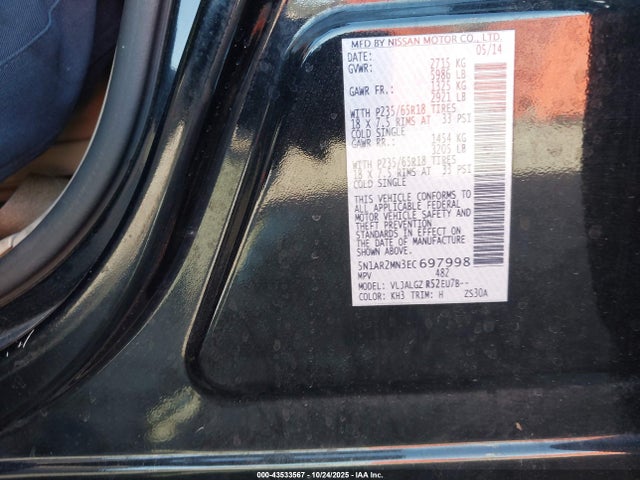 MFD BY NISSAN MOTOR CO., LTD.
DATE: 05/14
GVWR: 2715 KG
5986 LB
GAWR FR.: 1325 KG
2921 LB
WITH P235/65R18 TIRES
18 X 7.5 RIMS AT 33 PSI
COLD SINGLE
GAWR RR.: 1454 KG
3205 LB
WITH P235/65R18 TIRES
18 X 7.5 RIMS AT 33 PSI
COLD SINGLE
THIS VEHICLE CONFORMS TO
ALL APPLICABLE FEDERAL
MOTOR VEHICLE SAFETY AND
THEFT PREVENTION
STANDARDS IN EFFECT ON
THE DATE OF MANUFACTURE
SHOWN ABOVE.
5N1AR2MN3EC697998
MPV 482
MODEL: VLJALGZ R52EU7B--
COLOR: KH3 TRIM: H ZS30A
000-43533567 - 10/24/2025 - IAA Inc.